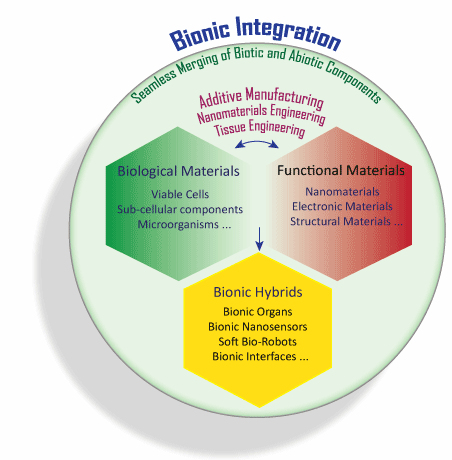 Bionic Integration
Seamless Merging of Biotic and Abiotic Components
Additive Manufacturing
Nanomaterials Engineering
Tissue Engineering
Biological Materials
Viable Cells
Sub-cellular components
Microorganisms ...
Functional Materials
Nanomaterials
Electronic Materials
Structural Materials ...
Bionic Hybrids
Bionic Organs
Bionic Nanosensors
Soft Bio-Robots
Bionic Interfaces ...